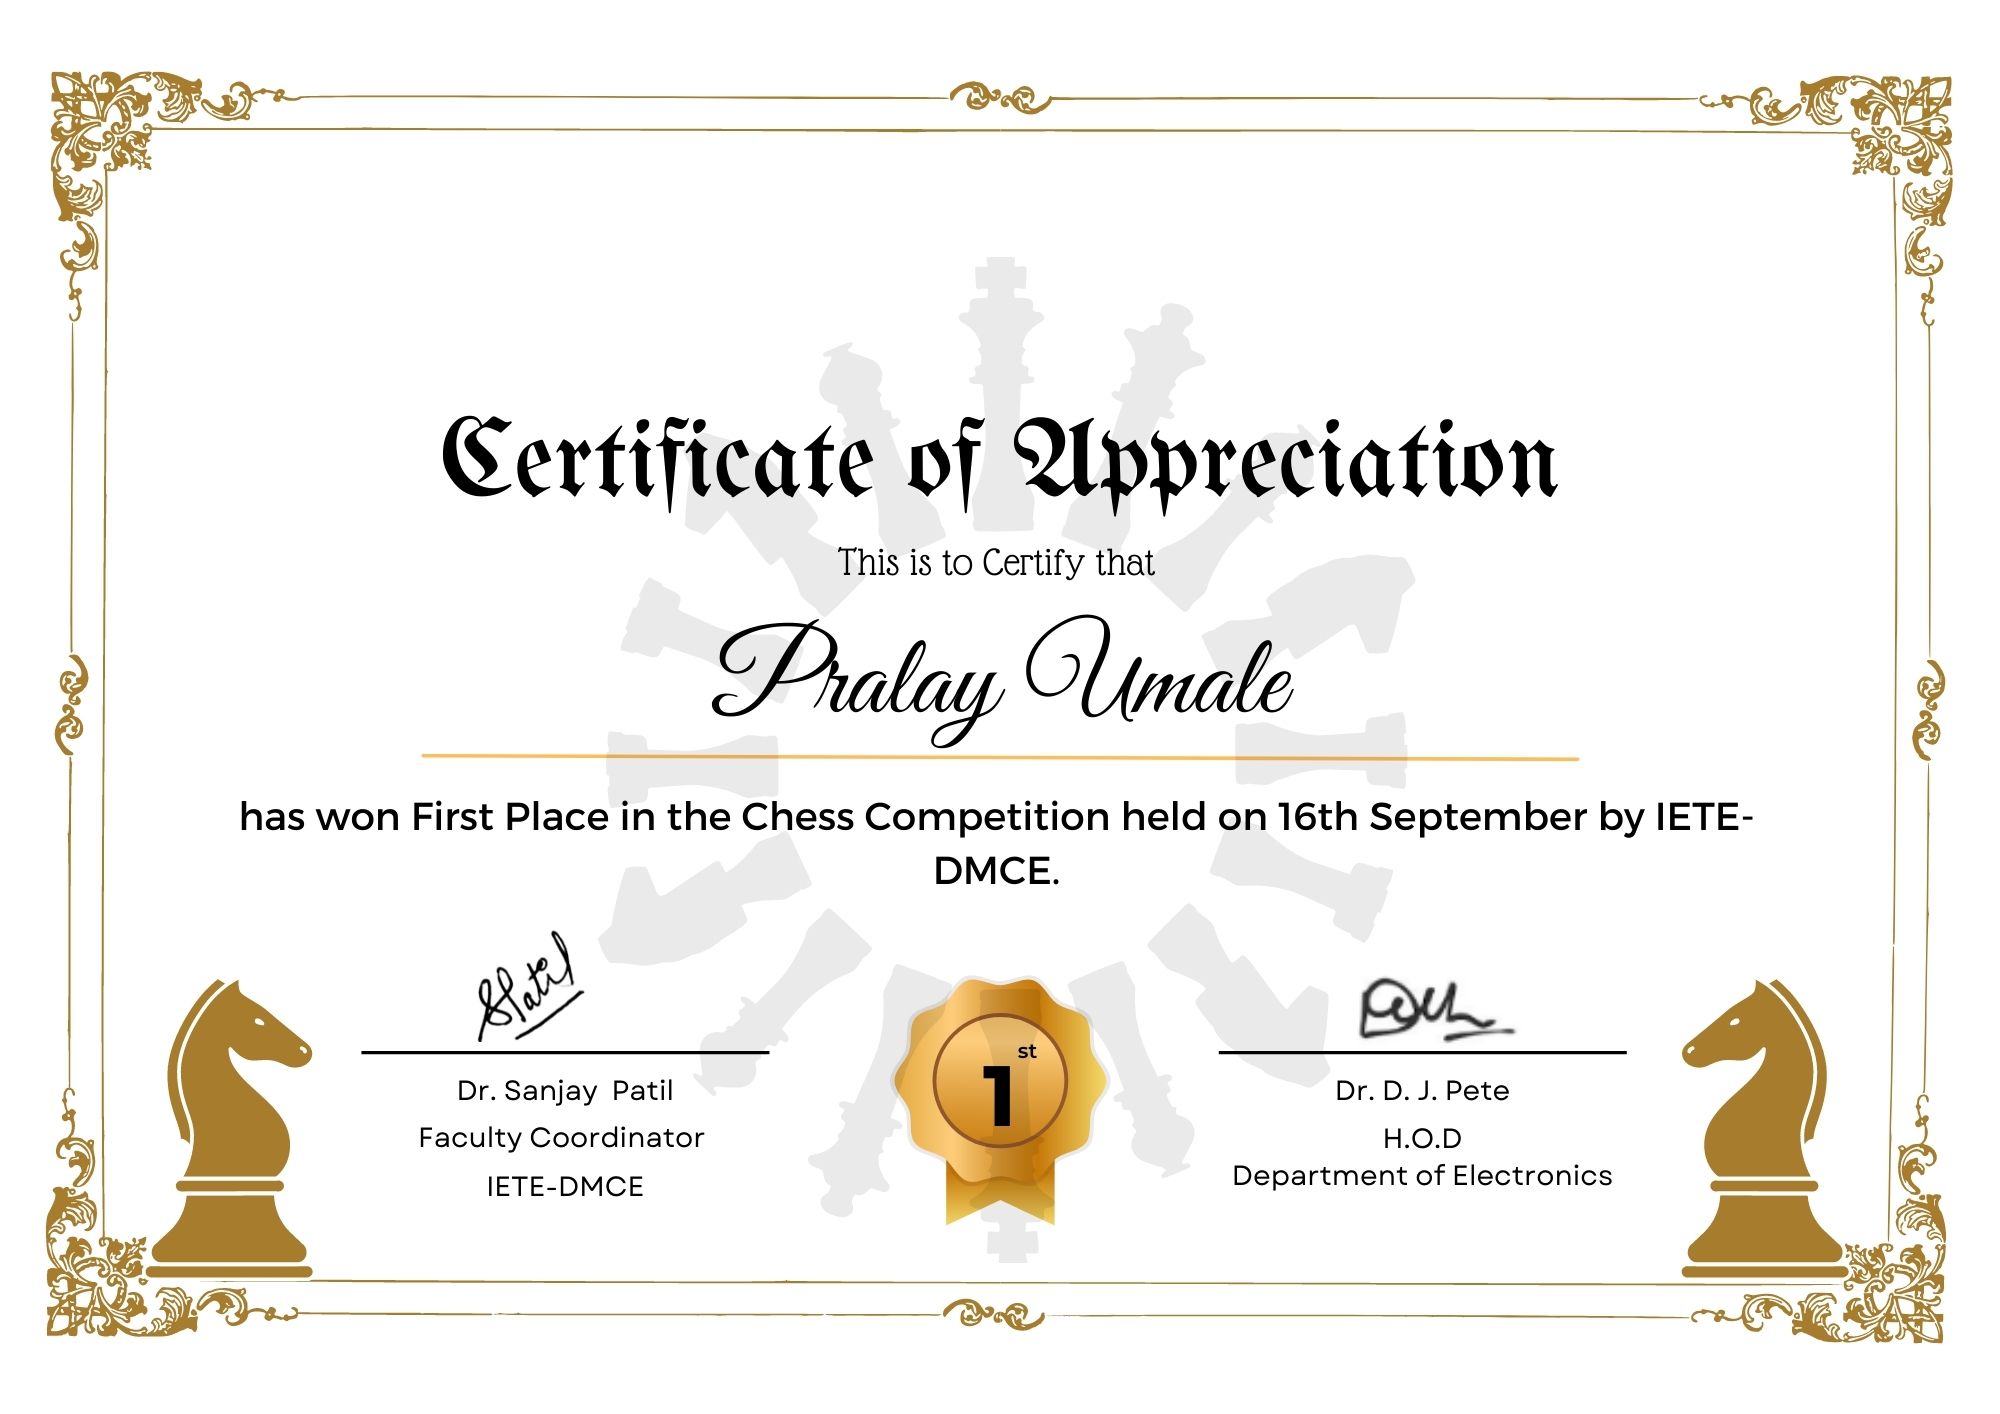 Certificate of Appreciation
This is to Certify that
Pralay Umale
has won First Place in the Chess Competition held on 16th September by IETE-
DMCE.
SPatil
1st
Dr. Sanjay Patil
Faculty Coordinator
IETE-DMCE
Dr. D. J. Pete
H.O.D
Department of Electronics